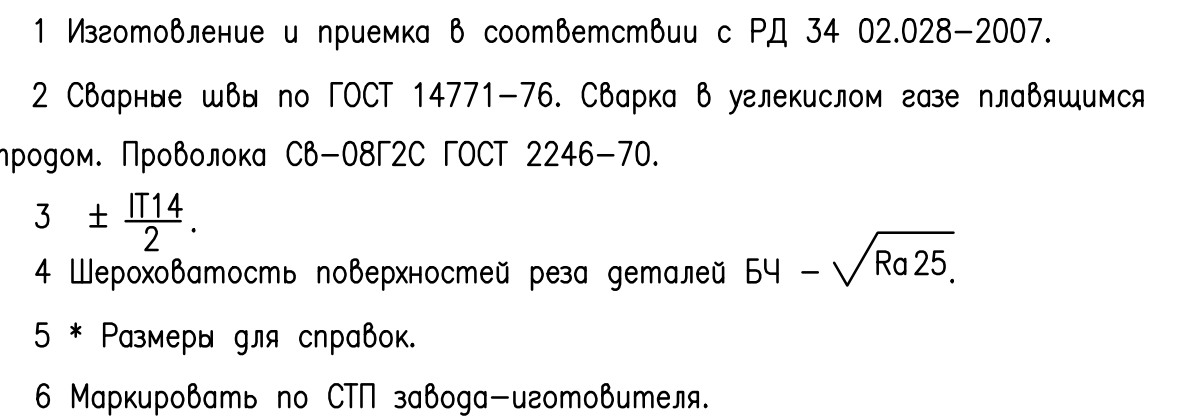 1 Изготовление и приемка в соответствии с РД 34 02.028-2007.
2 Сварные швы по ГОСТ 14771-76. Сварка в углекислом газе плавящимся
тродом. Проволока Св-08Г2С ГОСТ 2246-70.
3 ± IT14/2.
4 Шероховатость поверхностей реза деталей БЧ - √Ra 25.
5 * Размеры для справок.
6 Маркировать по СТП завода-иготовителя.